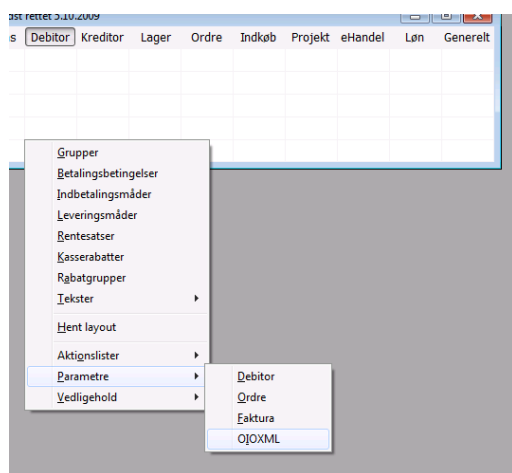 dst rettet 5.10.2009
s Debitor Kreditor Lager Ordre Indkøb Projekt eHandel Løn Generelt
Grupper
Betalingsbetingelser
Indbetalingsmåder
Leveringsmåder
Rentesatser
Kasserabatter
Rabatgrupper
Tekster
Hent layout
Aktionslister
Parametre
Vedligehold
Debitor
Ordre
Faktura
OIOXML